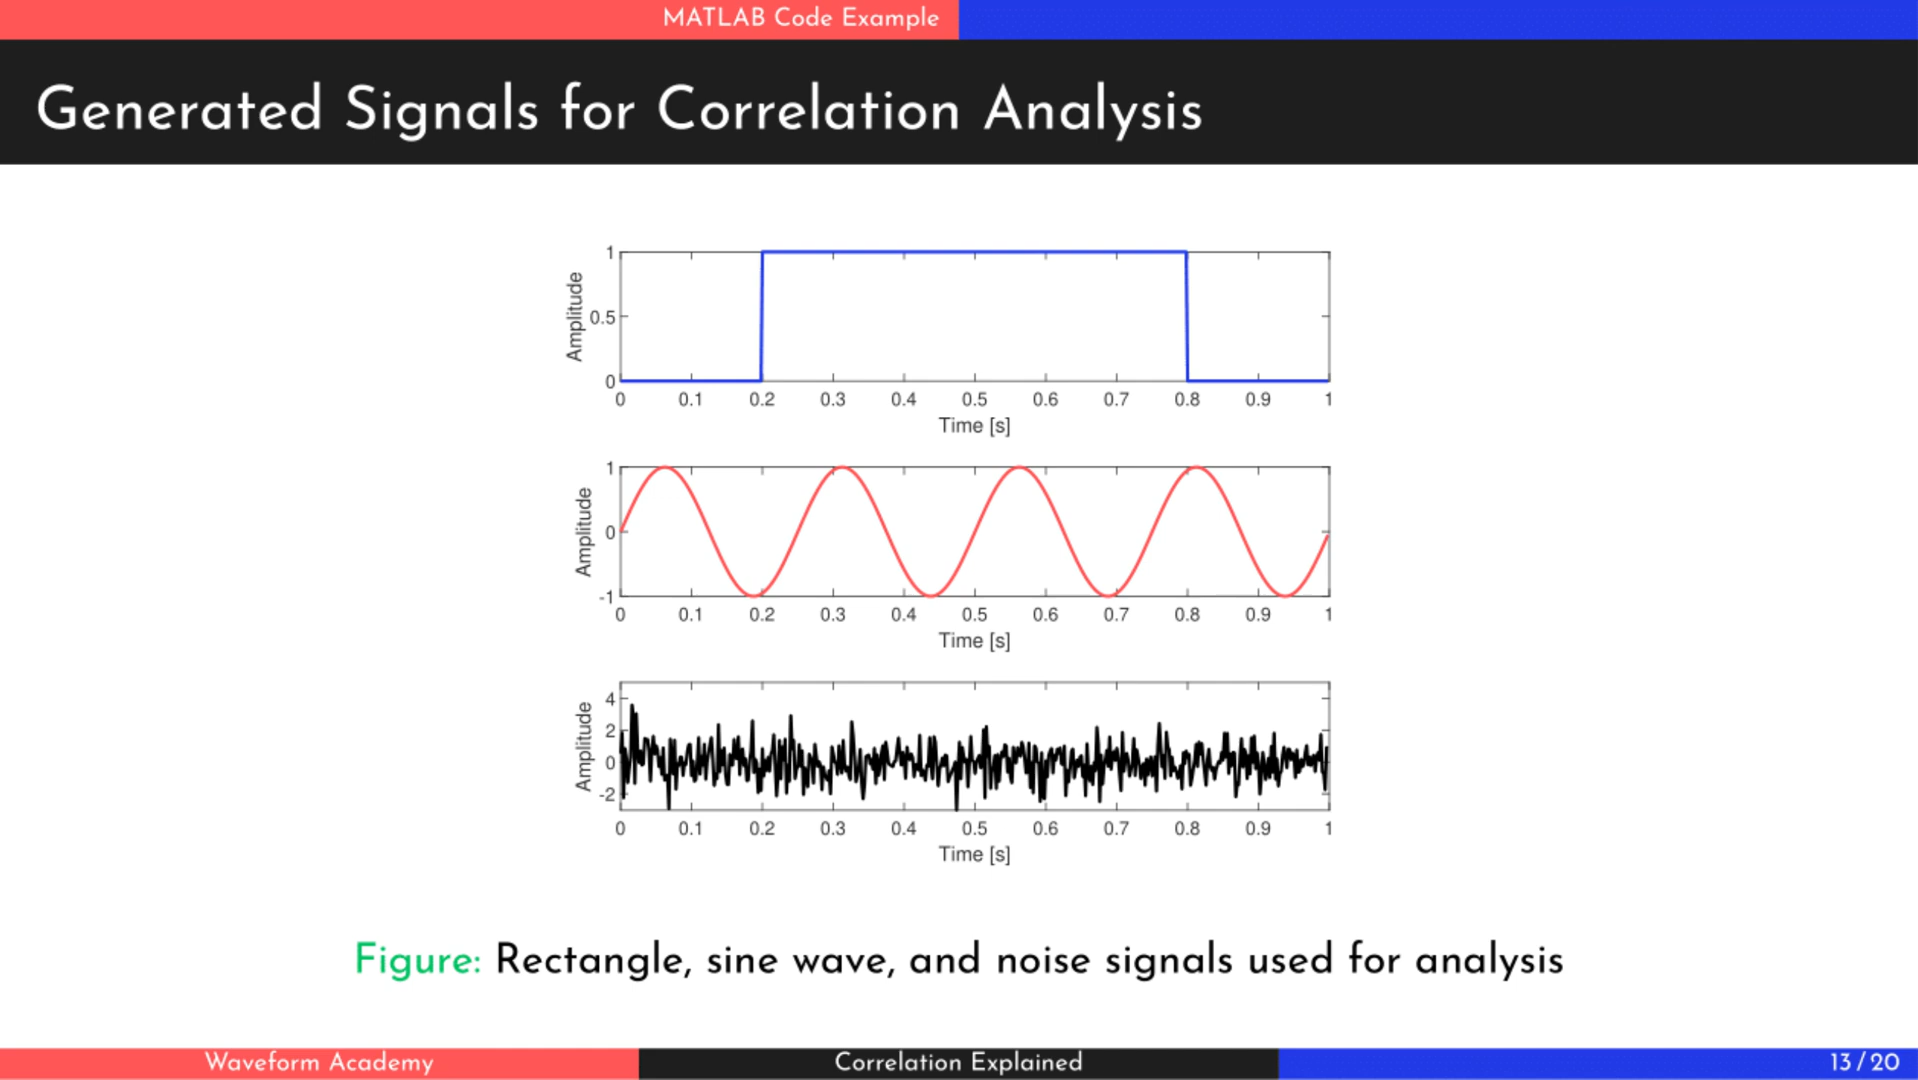 MATLAB Code Example
Generated Signals for Correlation Analysis
1
0.5
0
Amplitude
0 0.1 0.2 0.3 0.4 0.5 0.6 0.7 0.8 0.9 1
Time [s]
1
0
-1
Amplitude
0 0.1 0.2 0.3 0.4 0.5 0.6 0.7 0.8 0.9 1
Time [s]
4
2
0
-2
Amplitude
0 0.1 0.2 0.3 0.4 0.5 0.6 0.7 0.8 0.9 1
Time [s]
Figure: Rectangle, sine wave, and noise signals used for analysis
Waveform Academy
Correlation Explained
13 / 20